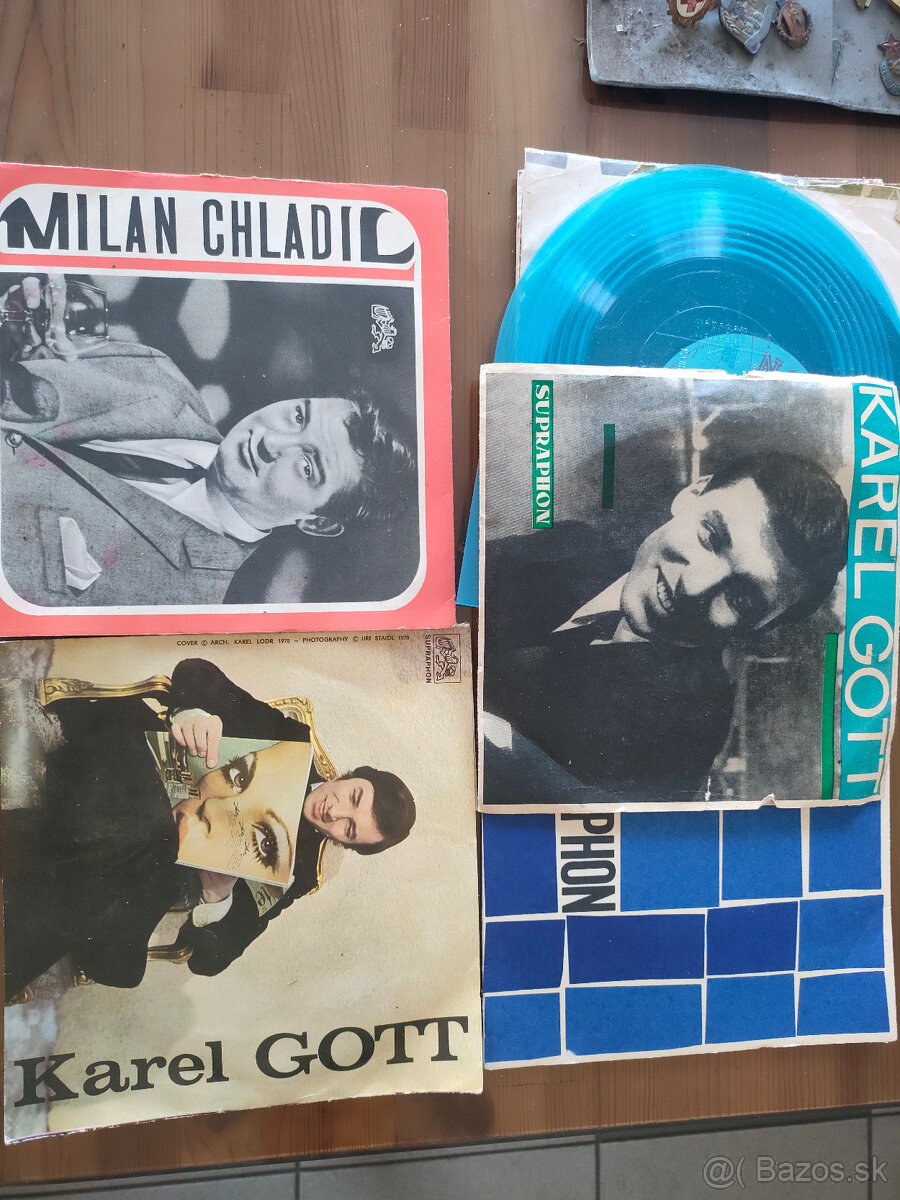 MILAN CHLADIL
SUPRAPHON
KAREL GOTT
COVER © ARCH. KAREL LODR 1970 – PHOTOGRAPHY © JIŘÍ STAIDL 1970
SUPRAPHON
PHON
Karel GOTT
@( Bazos.sk